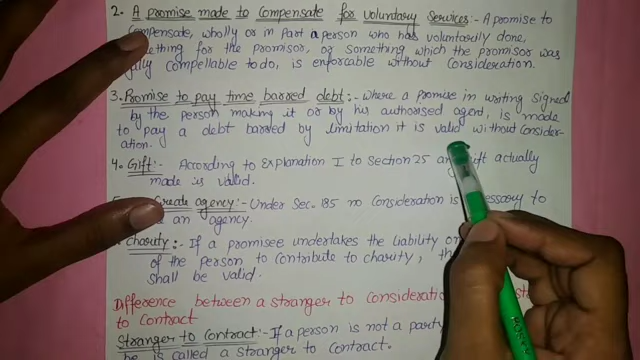 2. A promise made to compensate for voluntary services:- A promise to
compensate, wholly or in part a person who has voluntarily done,
something for the promisor, or something which the promisor was
compellable to do, is enforcable without consideration.
3. Promise to pay time barred debt:- Where a promise in writing signed
by the person making it or by his authorised agent, is made
to pay a debt barred by limitation it is valid without consider-
ation.
4. Gift:- According to Explanation I to Section 25 any gift actually
made is valid.
Create agency:- Under Sec. 185 no consideration is necessary to
an agency.
Charity:- If a promisee undertakes the liability on
of the person to contribute to charity,
shall be valid.
Difference between a stranger to consideration
to contract
Stranger to contract:- If a person is not a party
he is called a stranger to contract.